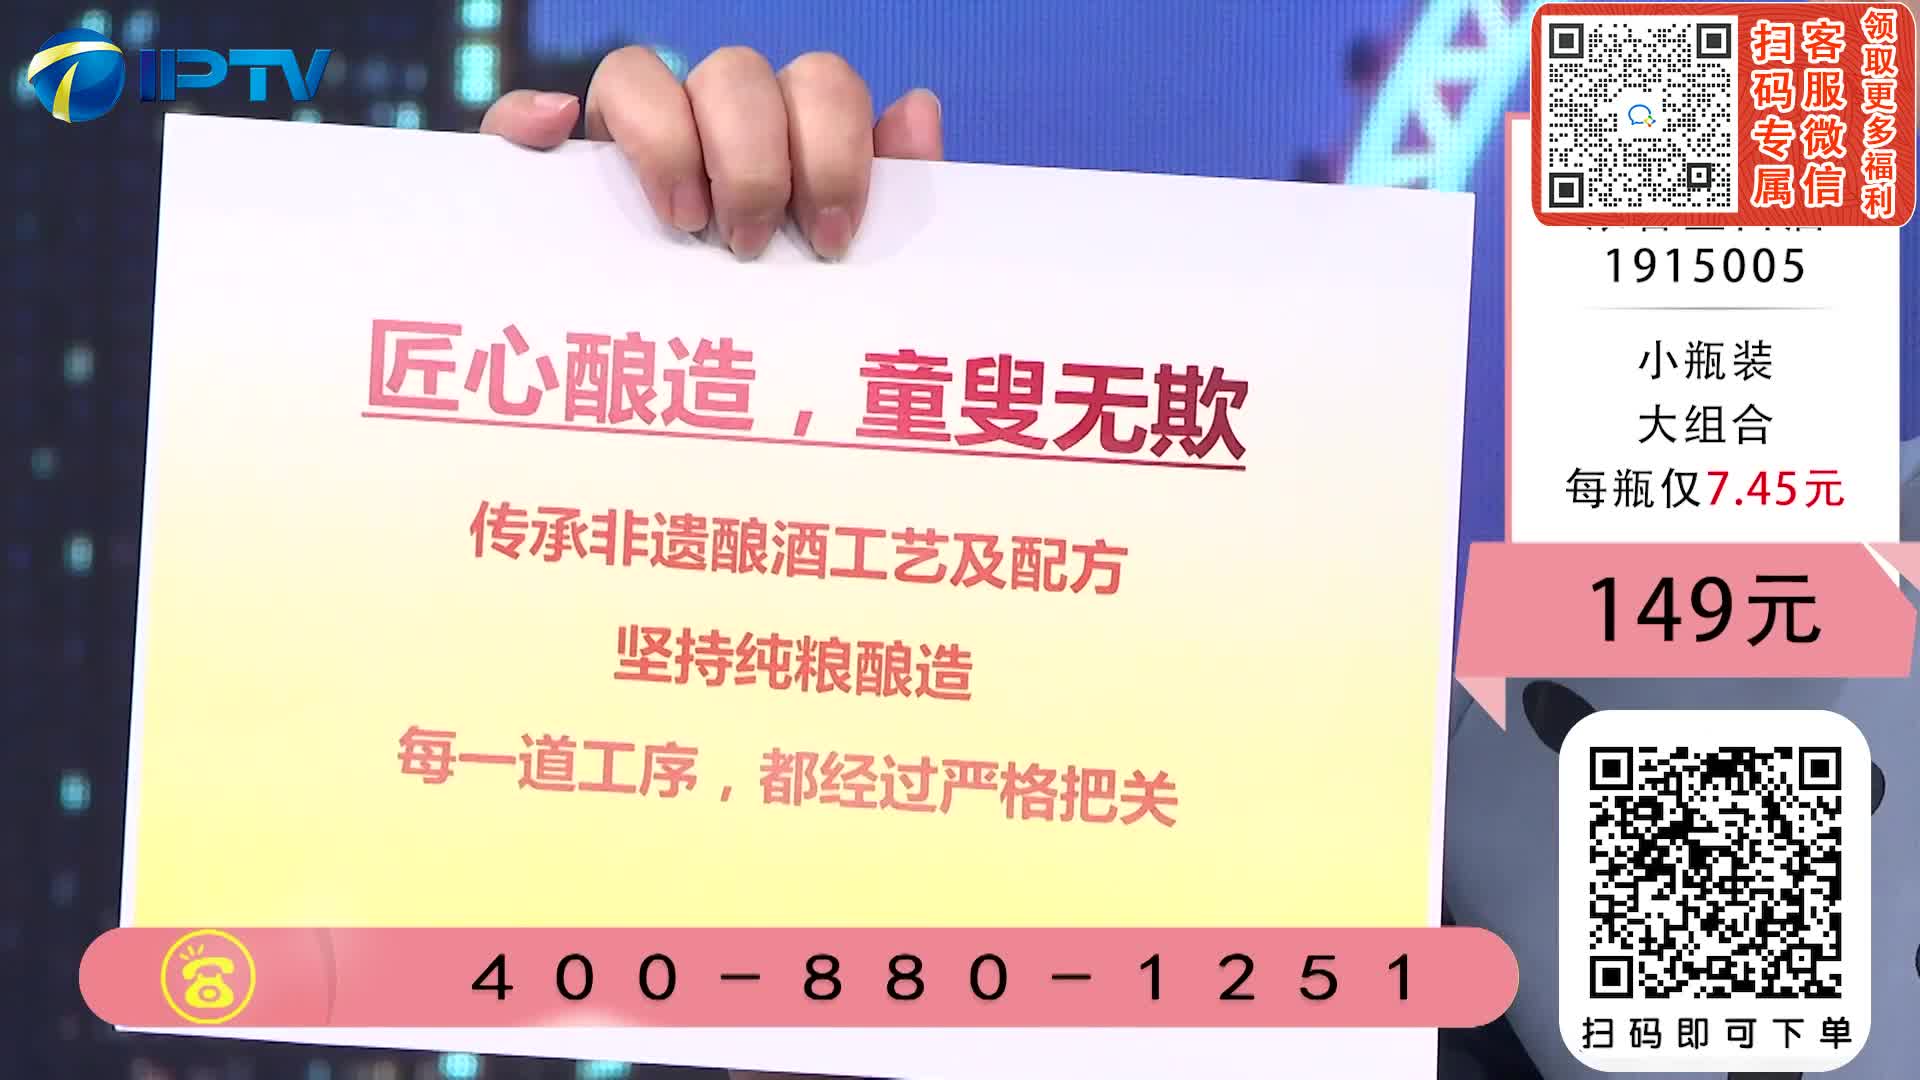 IPTV
匠心酿造，童叟无欺
传承非遗酿酒工艺及配方
坚持纯粮酿造
每一道工序，都经过严格把关
400-880-1251
领取更多福利
客服微信
扫码专属
1915005
小瓶装
大组合
每瓶仅7.45元
149元
扫码即可下单